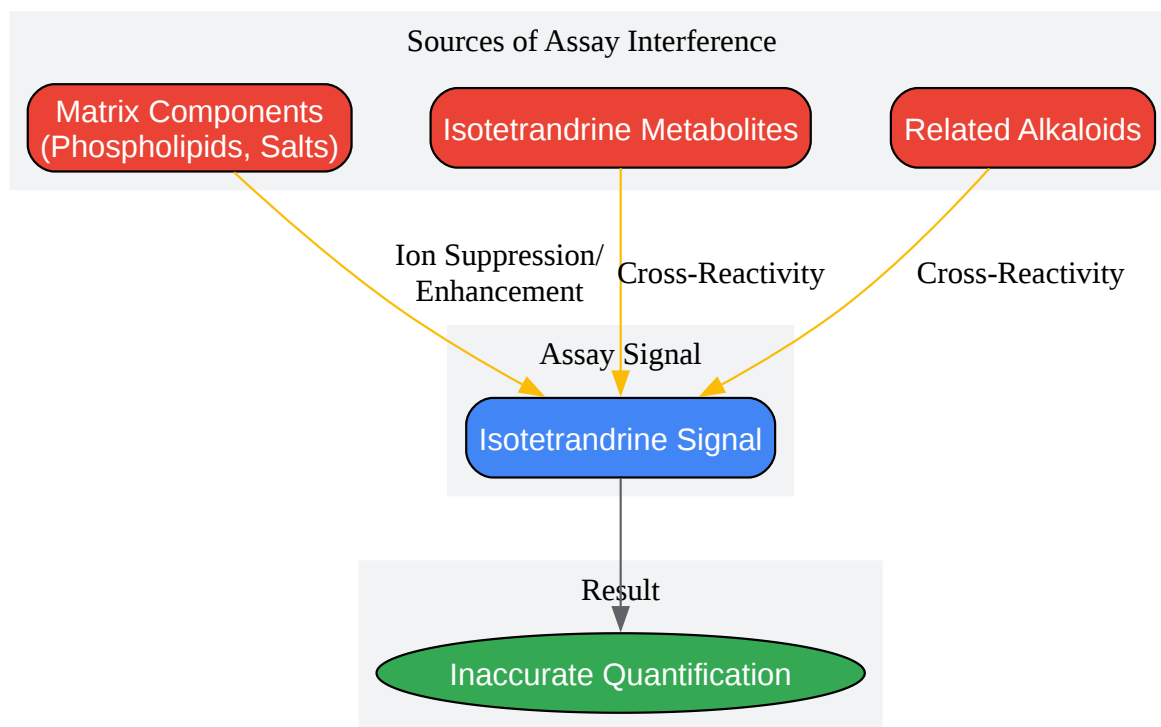 Sources of Assay Interference
Matrix Components
(Phospholipids, Salts)
Isotetrandrine Metabolites
Related Alkaloids
Ion Suppression/
Enhancement
Cross-Reactivity
Cross-Reactivity
Assay Signal
Isotetrandrine Signal
Result
Inaccurate Quantification